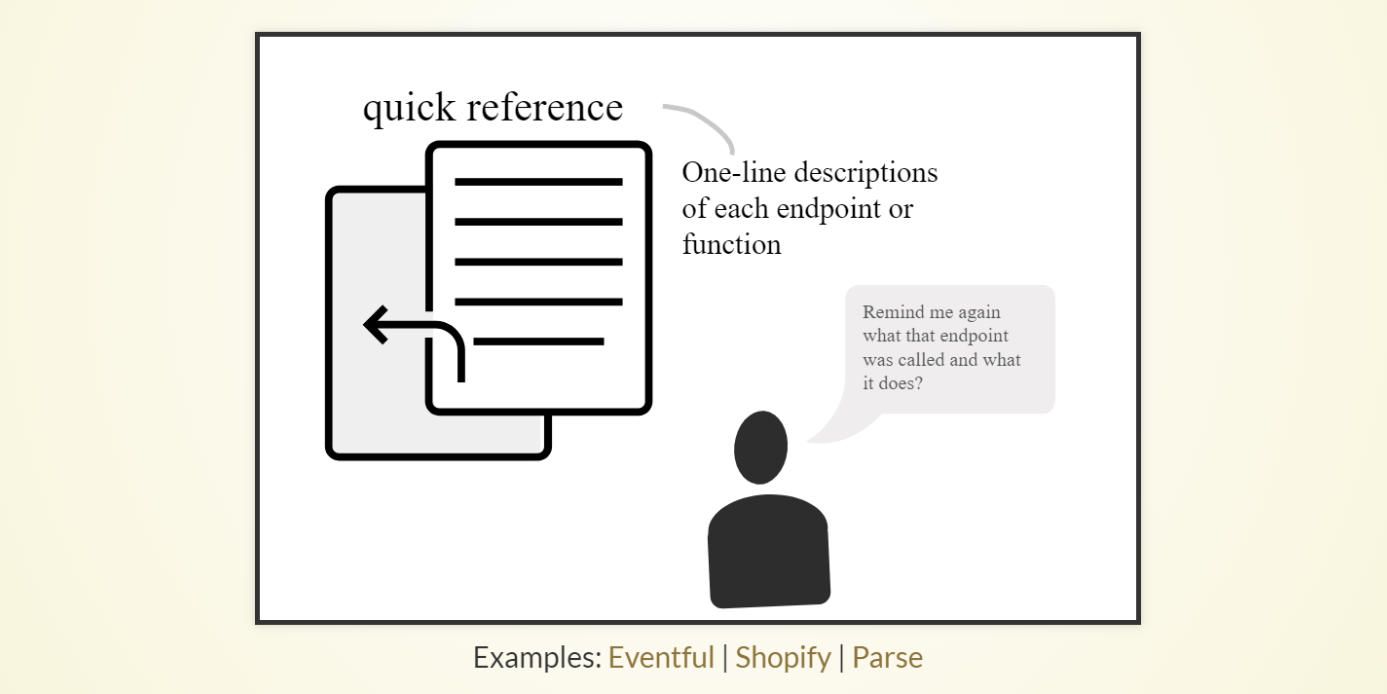 quick reference
One-line descriptions
of each endpoint or
function
Remind me again
what that endpoint
was called and what
it does?
Examples: Eventful | Shopify | Parse